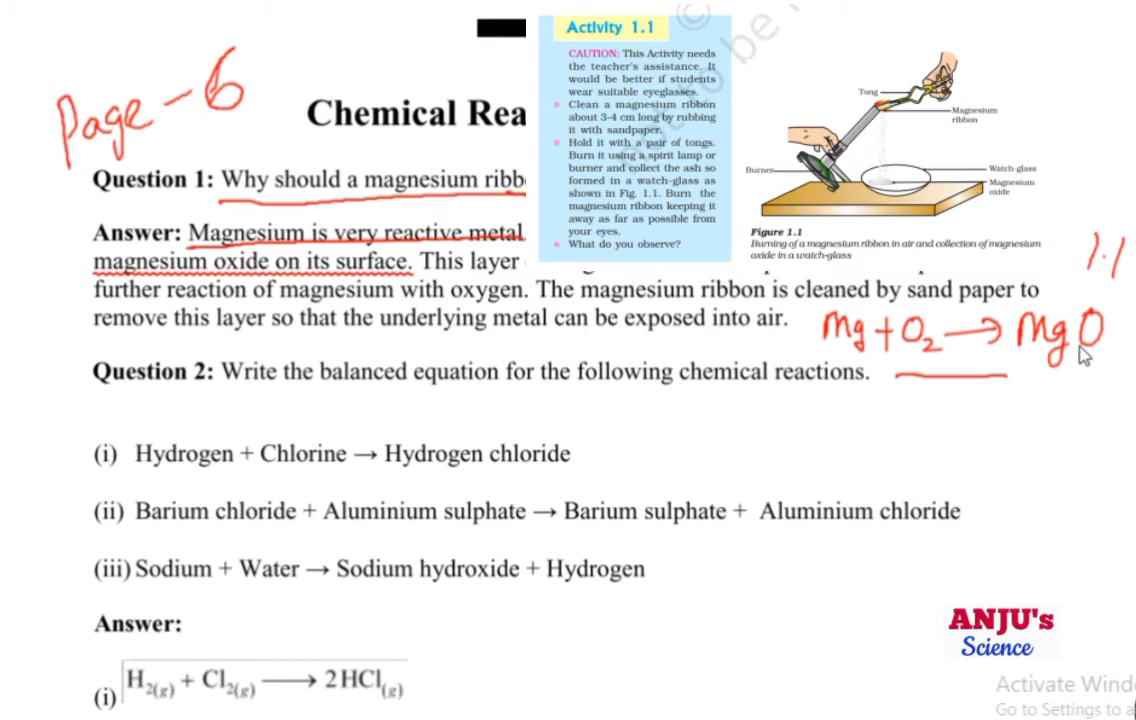 Page - 6
Chemical Rea
Activity 1.1
CAUTION: This Activity needs
the teacher's assistance. It
would be better if students
wear suitable eyeglasses.
Clean a magnesium ribbon
about 3-4 cm long by rubbing
it with sandpaper.
Hold it with a pair of tongs.
Burn it using a spirit lamp or
burner and collect the ash so
formed in a watch-glass as
shown in Fig. 1.1. Burn the
magnesium ribbon keeping it
away as far as possible from
your eyes.
What do you observe?
© to be
Tong
Magnesium
ribbon
Burner
Watch-glass
Magnesium
oxide
Figure 1.1
Burning of a magnesium ribbon in air and collection of magnesium
oxide in a watch-glass
1.1
Question 1: Why should a magnesium ribb
Answer: Magnesium is very reactive metal.
magnesium oxide on its surface. This layer
further reaction of magnesium with oxygen. The magnesium ribbon is cleaned by sand paper to
remove this layer so that the underlying metal can be exposed into air.
Mg + O₂ → MgO
Question 2: Write the balanced equation for the following chemical reactions.
(i) Hydrogen + Chlorine → Hydrogen chloride
(ii) Barium chloride + Aluminium sulphate → Barium sulphate + Aluminium chloride
(iii) Sodium + Water → Sodium hydroxide + Hydrogen
Answer:
(i) H₂(g) + Cl₂(g) ⟶ 2HCl(g)
ANJU's
Science
Activate Wind
Go to Settings to a